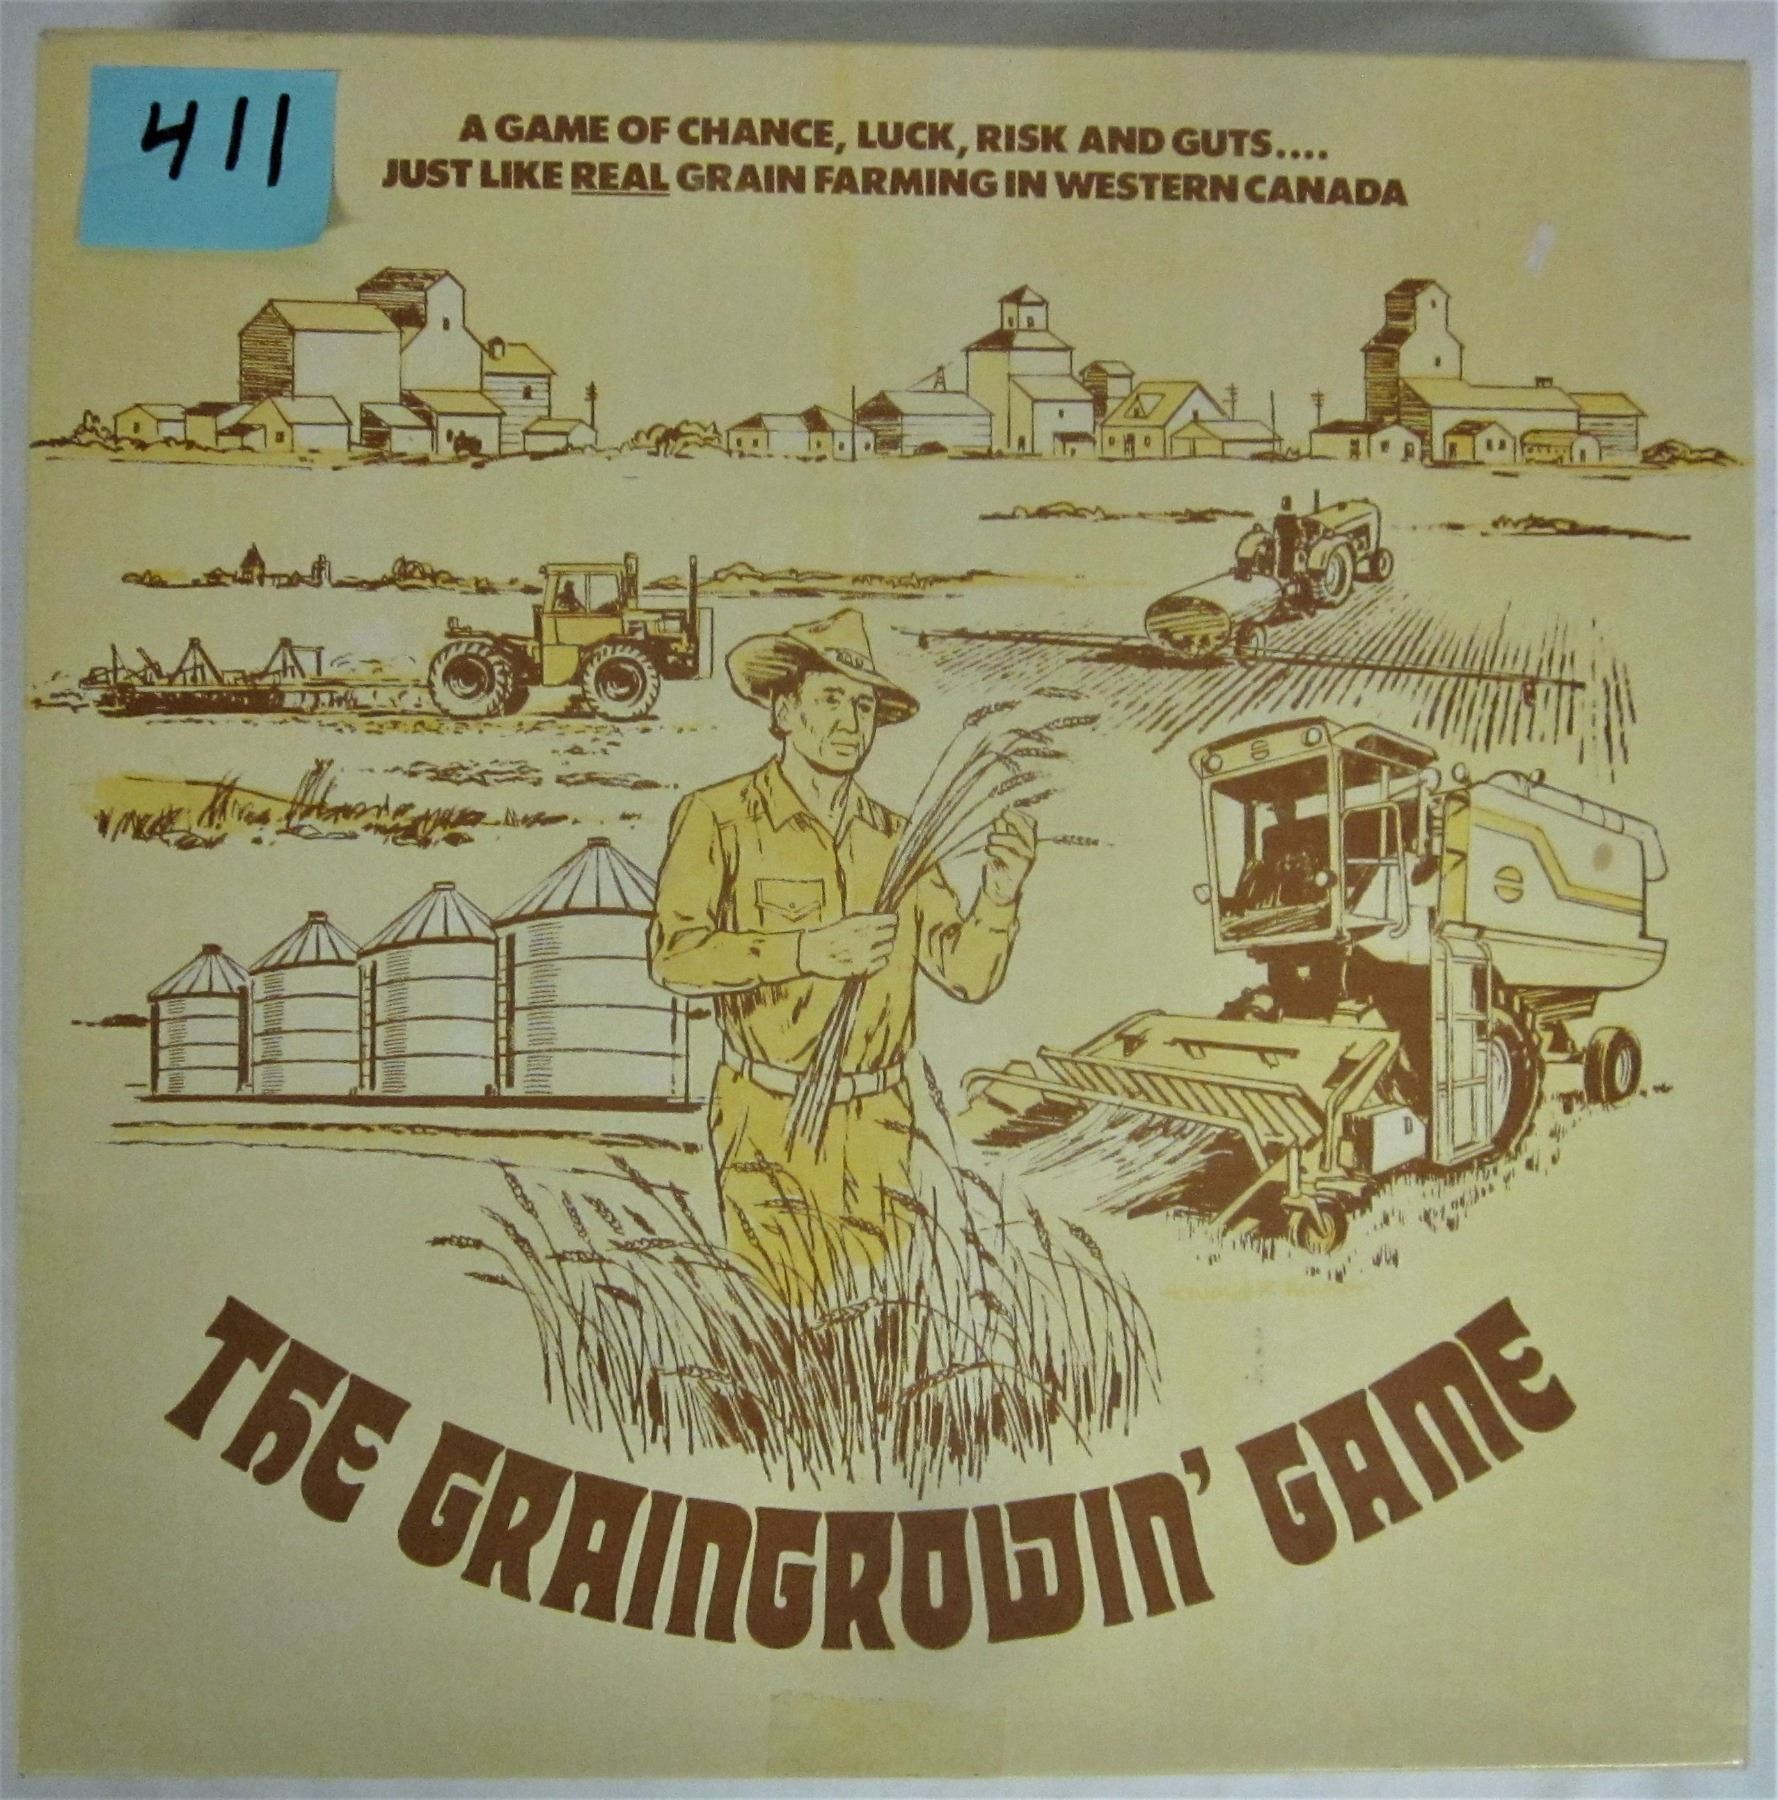 411
A GAME OF CHANCE, LUCK, RISK AND GUTS....
JUST LIKE REAL GRAIN FARMING IN WESTERN CANADA
THE GRAINGROWIN' GAME